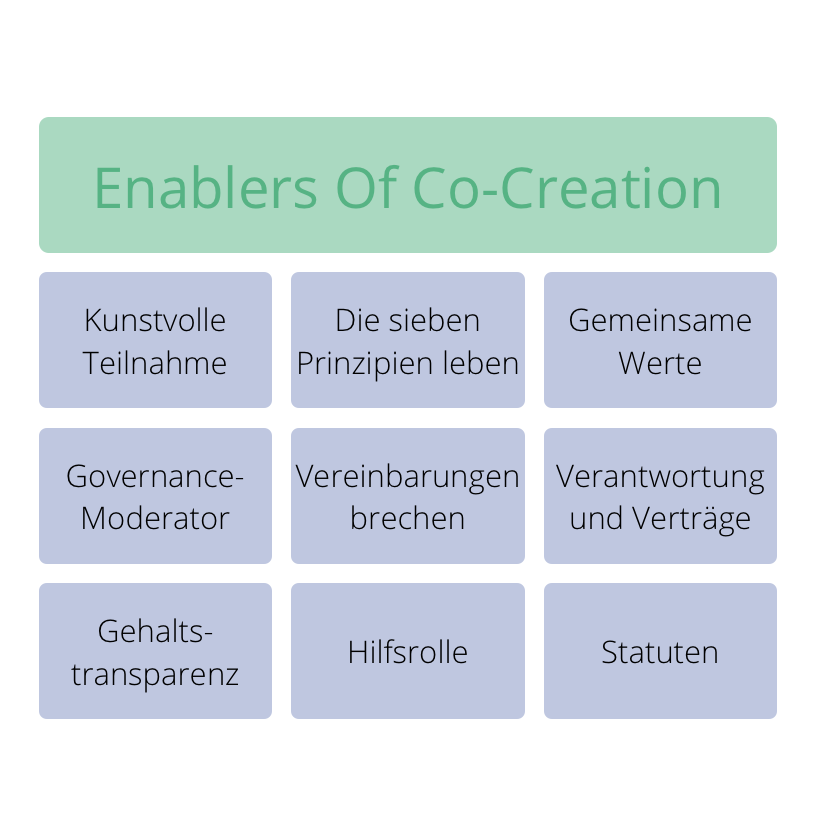 Enablers Of Co-Creation
Kunstvolle
Teilnahme
Die sieben
Prinzipien leben
Gemeinsame
Werte
Governance-
Moderator
Vereinbarungen
brechen
Verantwortung
und Verträge
Gehalts-
transparenz
Hilfsrolle
Statuten